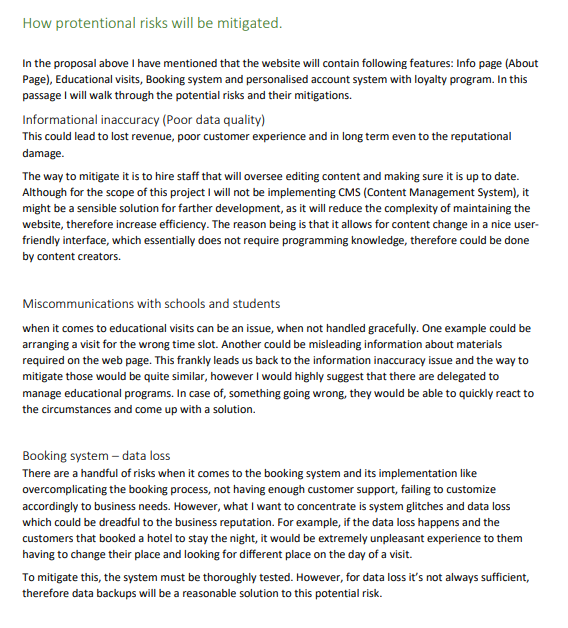 How protentional risks will be mitigated.
In the proposal above I have mentioned that the website will contain following features: Info page (About
Page), Educational visits, Booking system and personalised account system with loyalty program. In this
passage I will walk through the potential risks and their mitigations.
Informational inaccuracy (Poor data quality)
This could lead to lost revenue, poor customer experience and in long term even to the reputational
damage.
The way to mitigate it is to hire staff that will oversee editing content and making sure it is up to date.
Although for the scope of this project I will not be implementing CMS (Content Management System), it
might be a sensible solution for farther development, as it will reduce the complexity of maintaining the
website, therefore increase efficiency. The reason being is that it allows for content change in a nice user-
friendly interface, which essentially does not require programming knowledge, therefore could be done
by content creators.
Miscommunications with schools and students
when it comes to educational visits can be an issue, when not handled gracefully. One example could be
arranging a visit for the wrong time slot. Another could be misleading information about materials
required on the web page. This frankly leads us back to the information inaccuracy issue and the way to
mitigate those would be quite similar, however I would highly suggest that there are delegated to
manage educational programs. In case of, something going wrong, they would be able to quickly react to
the circumstances and come up with a solution.
Booking system – data loss
There are a handful of risks when it comes to the booking system and its implementation like
overcomplicating the booking process, not having enough customer support, failing to customize
accordingly to business needs. However, what I want to concentrate is system glitches and data loss
which could be dreadful to the business reputation. For example, if the data loss happens and the
customers that booked a hotel to stay the night, it would be extremely unpleasant experience to them
having to change their place and looking for different place on the day of a visit.
To mitigate this, the system must be thoroughly tested. However, for data loss it's not always sufficient,
therefore data backups will be a reasonable solution to this potential risk.